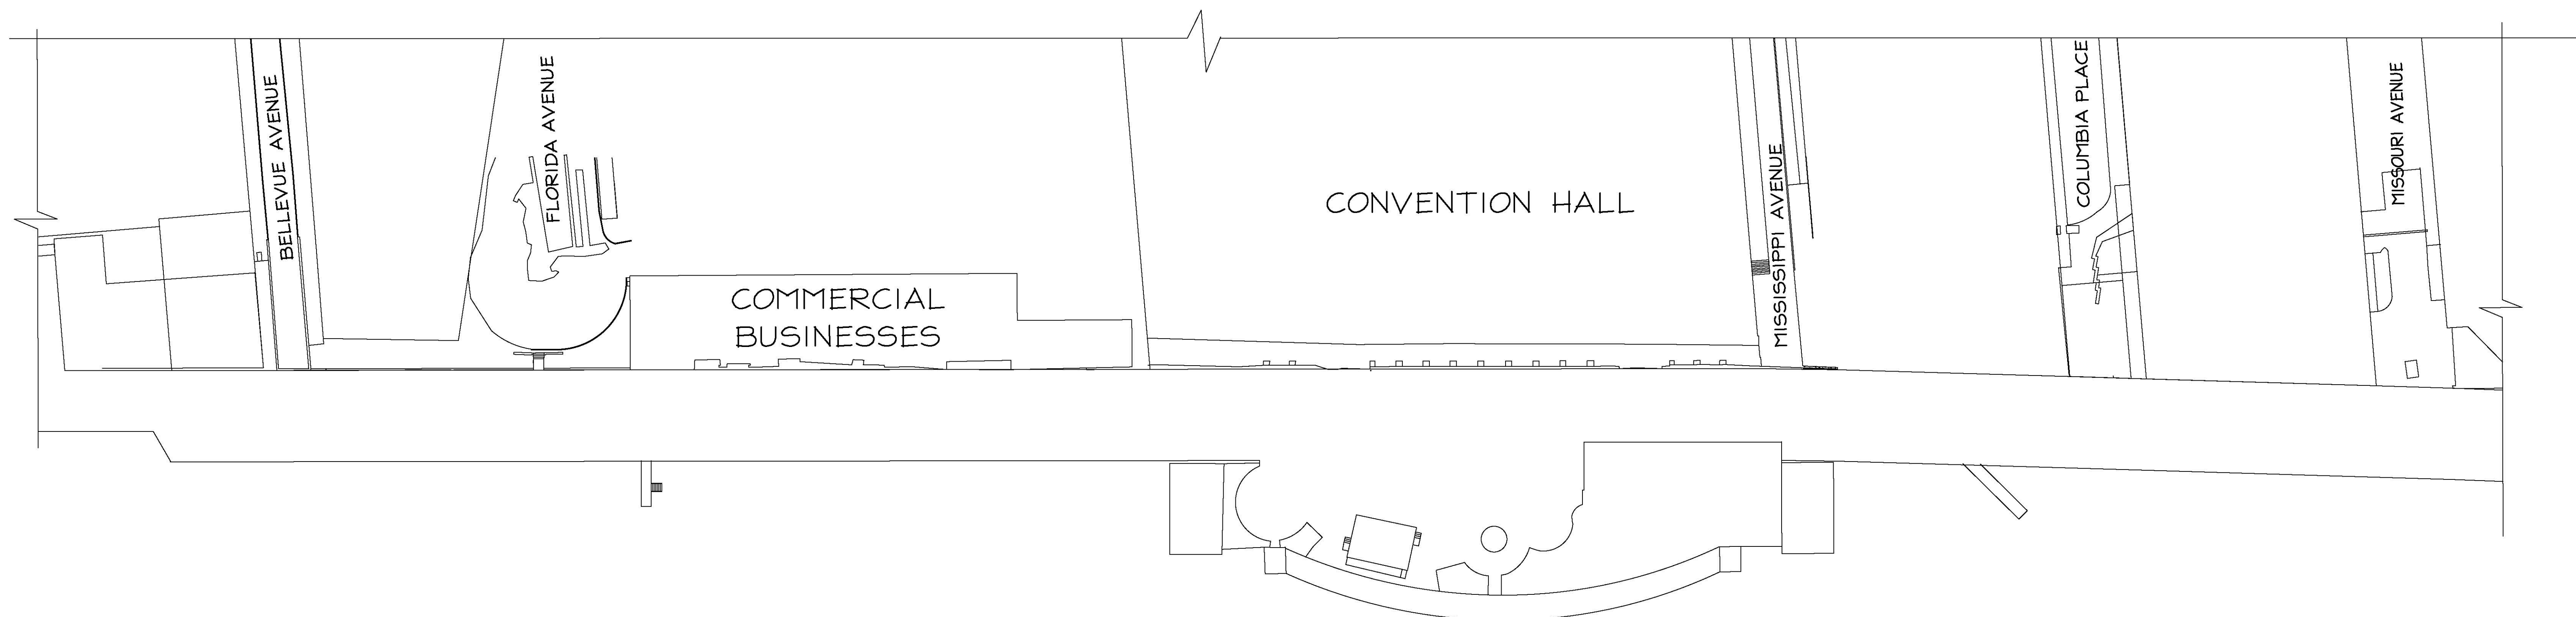 BELLEVUE AVENUE
FLORIDA AVENUE
COMMERCIAL
BUSINESSES
CONVENTION HALL
MISSISSIPPI AVENUE
COLUMBIA PLACE
MISSOURI AVENUE